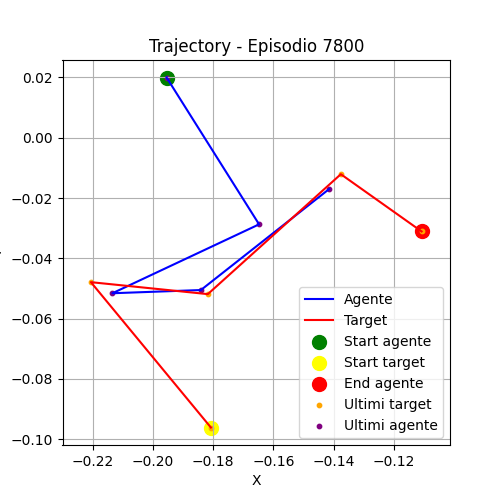 Trajectory - Episodio 7800
0.02
0.00
−0.02
−0.04
−0.06
−0.08
−0.10
−0.22
−0.20
−0.18
−0.16
−0.14
−0.12
X
Agente
Target
Start agente
Start target
End agente
Ultimi target
Ultimi agente